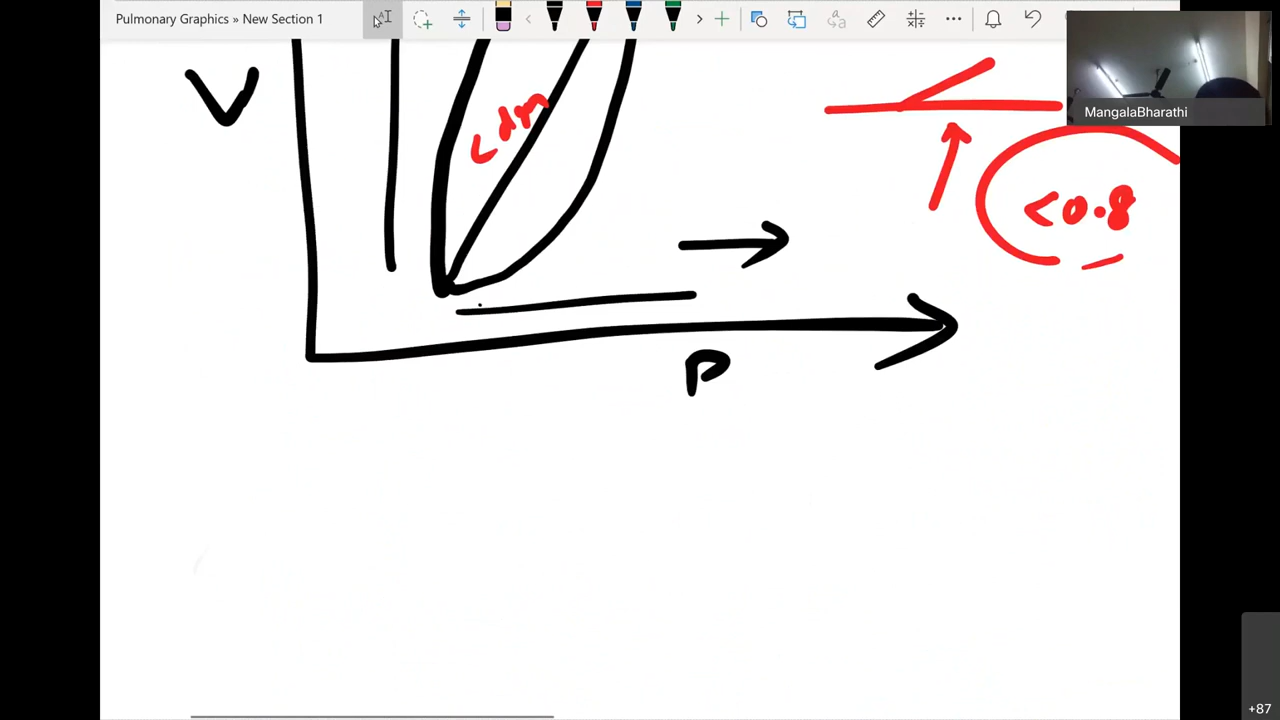 Pulmonary Graphics » New Section 1
MangalaBharathi
V
Cdyn
<0.8
P
+87